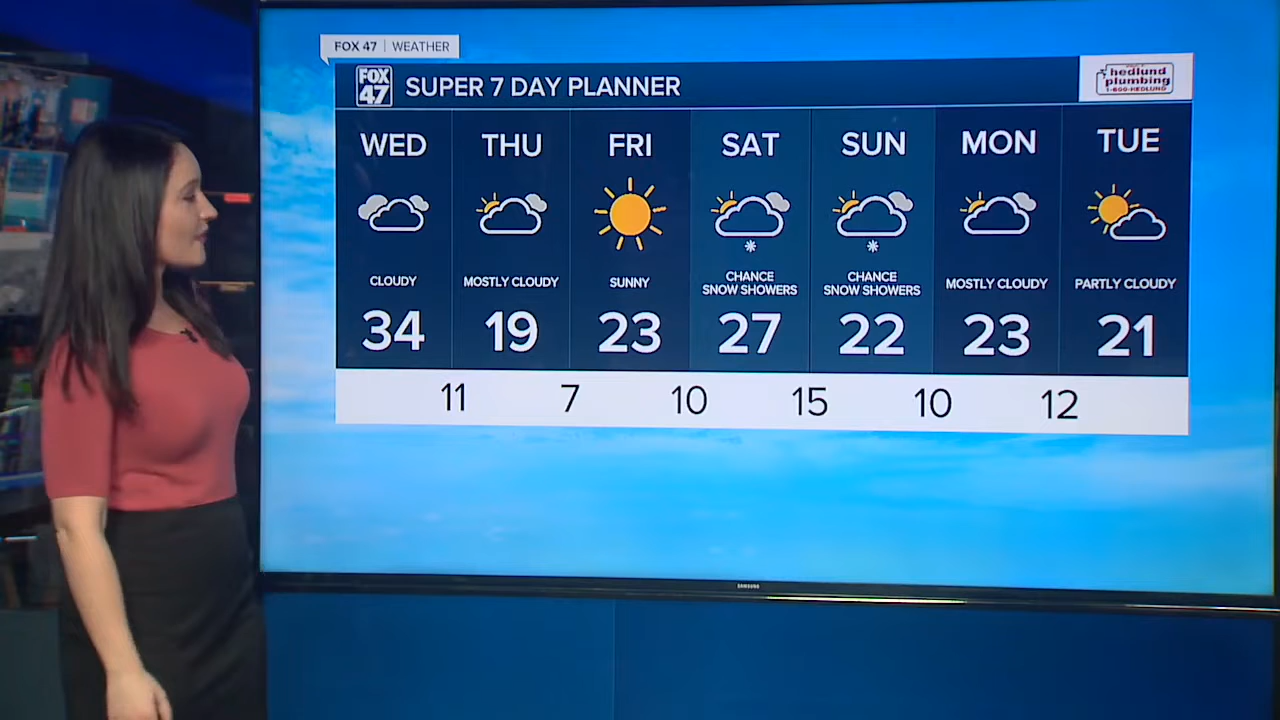 FOX 47 | WEATHER
FOX 47
SUPER 7 DAY PLANNER
hedlund
plumbing
1-800-HEDLUND
WED THU FRI SAT SUN MON TUE
CLOUDY MOSTLY CLOUDY SUNNY CHANCE SNOW SHOWERS CHANCE SNOW SHOWERS MOSTLY CLOUDY PARTLY CLOUDY
34 19 23 27 22 23 21
11 7 10 15 10 12
SAMSUNG